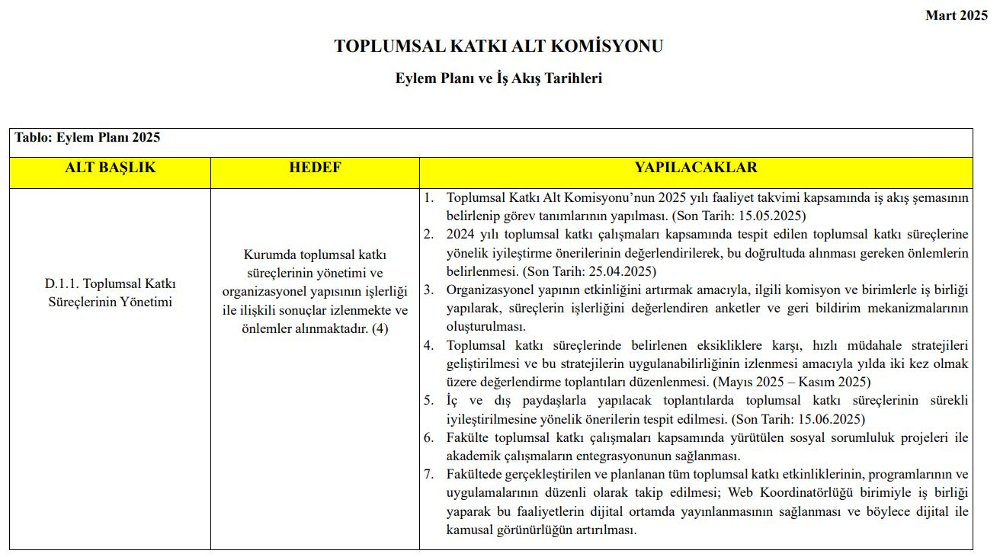 Mart 2025
TOPLUMSAL KATKI ALT KOMİSYONU
Eylem Planı ve İş Akış Tarihleri
Tablo: Eylem Planı 2025
ALT BAŞLIK
HEDEF
YAPILACAKLAR
D.1.1. Toplumsal Katkı
Süreçlerinin Yönetimi
Kurumda toplumsal katkı
süreçlerinin yönetimi ve
organizasyonel yapısının işlerliği
ile ilişkili sonuçlar izlenmekte ve
önlemler alınmaktadır. (4)
1. Toplumsal Katkı Alt Komisyonu’nun 2025 yılı faaliyet takvimi kapsamında iş akış şemasının
belirlenip görev tanımlarının yapılması. (Son Tarih: 15.05.2025)
2. 2024 yılı toplumsal katkı çalışmaları kapsamında tespit edilen toplumsal katkı süreçlerine
yönelik iyileştirme önerilerinin değerlendirilerek, bu doğrultuda alınması gereken önlemlerin
belirlenmesi. (Son Tarih: 25.04.2025)
3. Organizasyonel yapının etkinliğini artırmak amacıyla, ilgili komisyon ve birimlerle iş birliği
yapılarak, süreçlerin işlerliğini değerlendiren anketler ve geri bildirim mekanizmalarının
oluşturulması.
4. Toplumsal katkı süreçlerinde belirlenen eksikliklere karşı, hızlı müdahale stratejileri
geliştirilmesi ve bu stratejilerin uygulanabilirliğinin izlenmesi amacıyla yılda iki kez olmak
üzere değerlendirme toplantıları düzenlenmesi. (Mayıs 2025 – Kasım 2025)
5. İç ve dış paydaşlarla yapılacak toplantılarda toplumsal katkı süreçlerinin sürekli
iyileştirilmesine yönelik önerilerin tespit edilmesi. (Son Tarih: 15.06.2025)
6. Fakülte toplumsal katkı çalışmaları kapsamında yürütülen sosyal sorumluluk projeleri ile
akademik çalışmaların entegrasyonunun sağlanması.
7. Fakültede gerçekleştirilen ve planlanan tüm toplumsal katkı etkinliklerinin, programlarının ve
uygulamalarının düzenli olarak takip edilmesi; Web Koordinatörlüğü birimiyle iş birliği
yaparak bu faaliyetlerin dijital ortamda yayınlanmasının sağlanması ve böylece dijital ile
kamusal görünürlüğün artırılması.